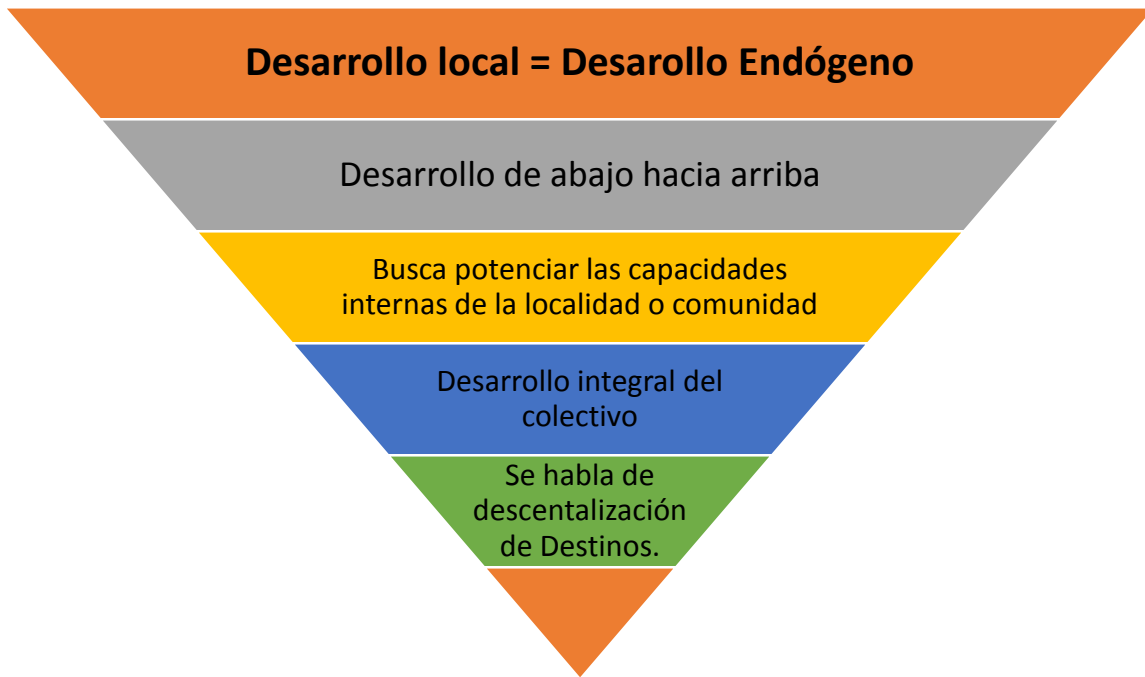 Desarrollo local = Desarollo Endógeno
Desarrollo de abajo hacia arriba
Busca potenciar las capacidades
internas de la localidad o comunidad
Desarrollo integral del
colectivo
Se habla de
descentalización
de Destinos.